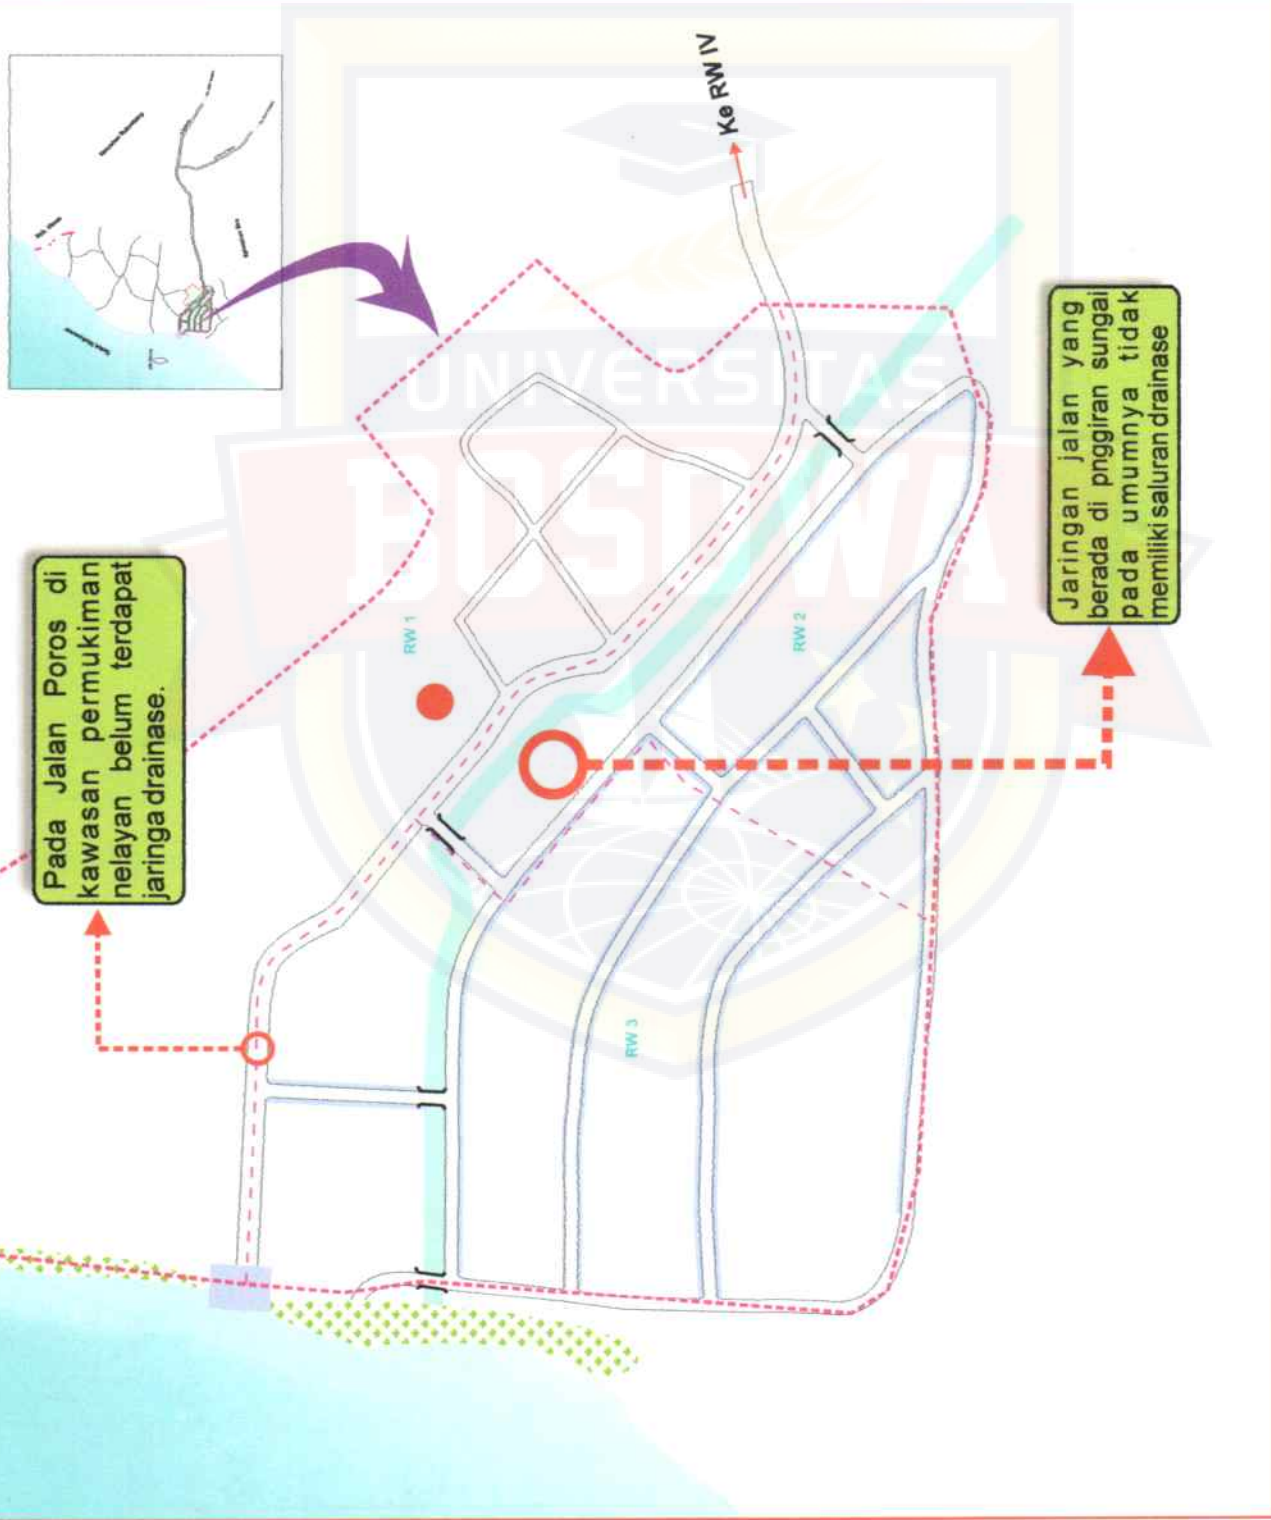 Ke RW IV
UNIVERSITAS
BOSOWA
Pada Jalan Poros di
kawasan permukiman
nelayan belum terdapat
jaringa drainase.
RW 1
RW 2
RW 3
Jaringan jalan yang
berada di pnggiran sungai
pada umumnya tidak
memiliki saluran drainase